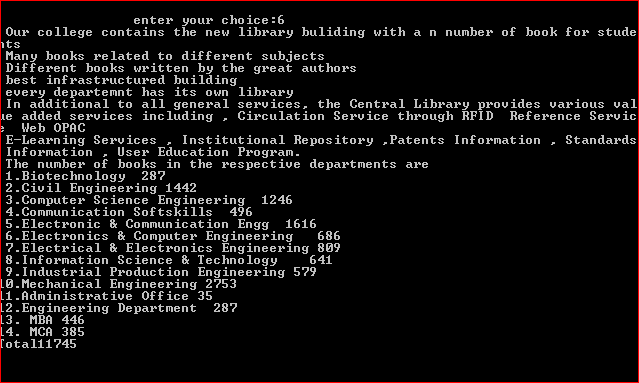 enter your choice:6
Our college contains the new library buliding with a n number of book for stude
nts
Many books related to different subjects
Different books written by the great authors
best infrastructured building
every departemnt has its own library
In additional to all general services, the Central Library provides various val
ue added services including , Circulation Service through RFID  Reference Servic
e  Web OPAC
E-Learning Services , Institutional Repository ,Patents Information , Standards
Information , User Education Program.
The number of books in the respective departments are
1.Biotechnology  287
2.Civil Engineering 1442
3.Computer Science Engineering  1246
4.Communication Softskills  496
5.Electronic & Communication Engg  1616
6.Electronics & Computer Engineering   686
7.Electrical & Electronics Engineering 809
8.Information Science & Technology    641
9.Industrial Production Engineering 579
10.Mechanical Engineering 2753
11.Administrative Office 35
12.Engineering Department  287
13. MBA 446
14. MCA 385
Total11745